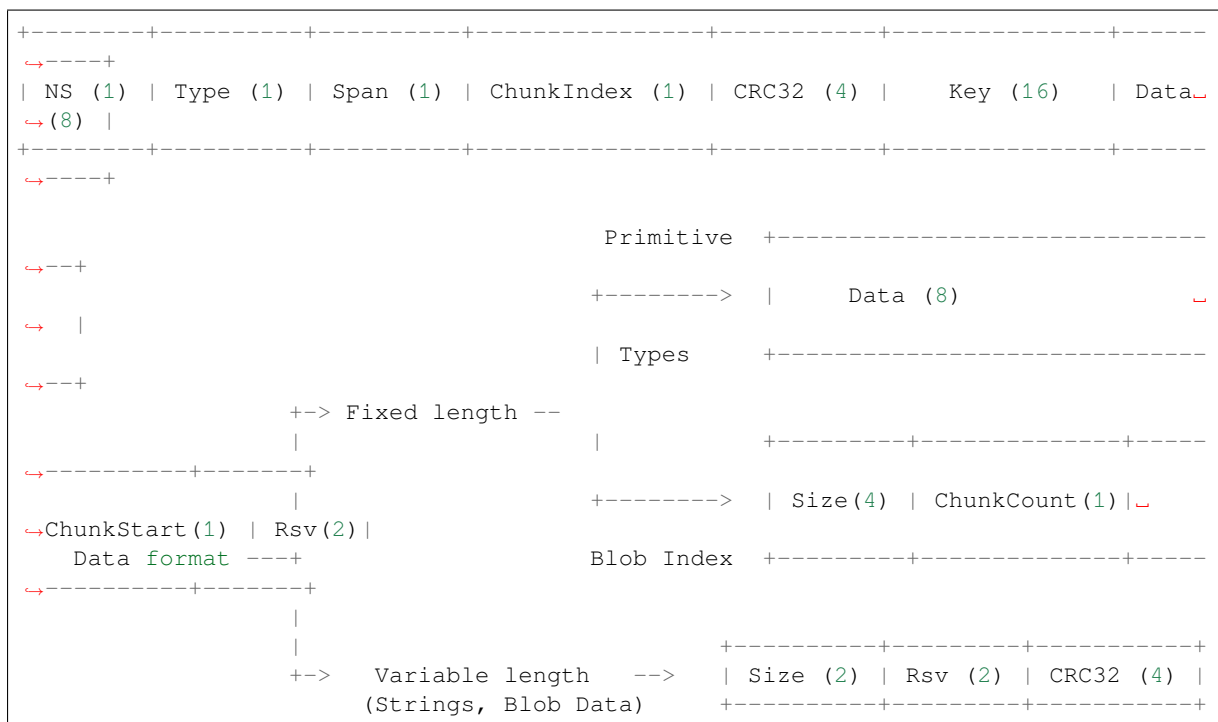 +--------+----------+----------+---------------+-----------+---------------+------
↪----+
| NS (1) | Type (1) | Span (1) | ChunkIndex (1) | CRC32 (4) |    Key (16)   | Data␣
↪(8) |
+--------+----------+----------+---------------+-----------+---------------+------
↪----+
                                       Primitive  +-----------------------------
↪--+
                                      +-------->  |     Data (8)                ␣
↪  |
                                      | Types     +-----------------------------
↪--+
                  +-> Fixed length --
                  |                   |           +---------+--------------+-----
↪----------+-------+
                  |                   +-------->  | Size(4) | ChunkCount(1)|␣
↪ChunkStart(1) | Rsv(2)|
   Data format ---+                   Blob Index  +---------+--------------+-----
↪----------+-------+
                  |
                  |                            +----------+---------+-----------+
                  +->   Variable length   -->  | Size (2) | Rsv (2) | CRC32 (4) |
                       (Strings, Blob Data)    +----------+---------+-----------+